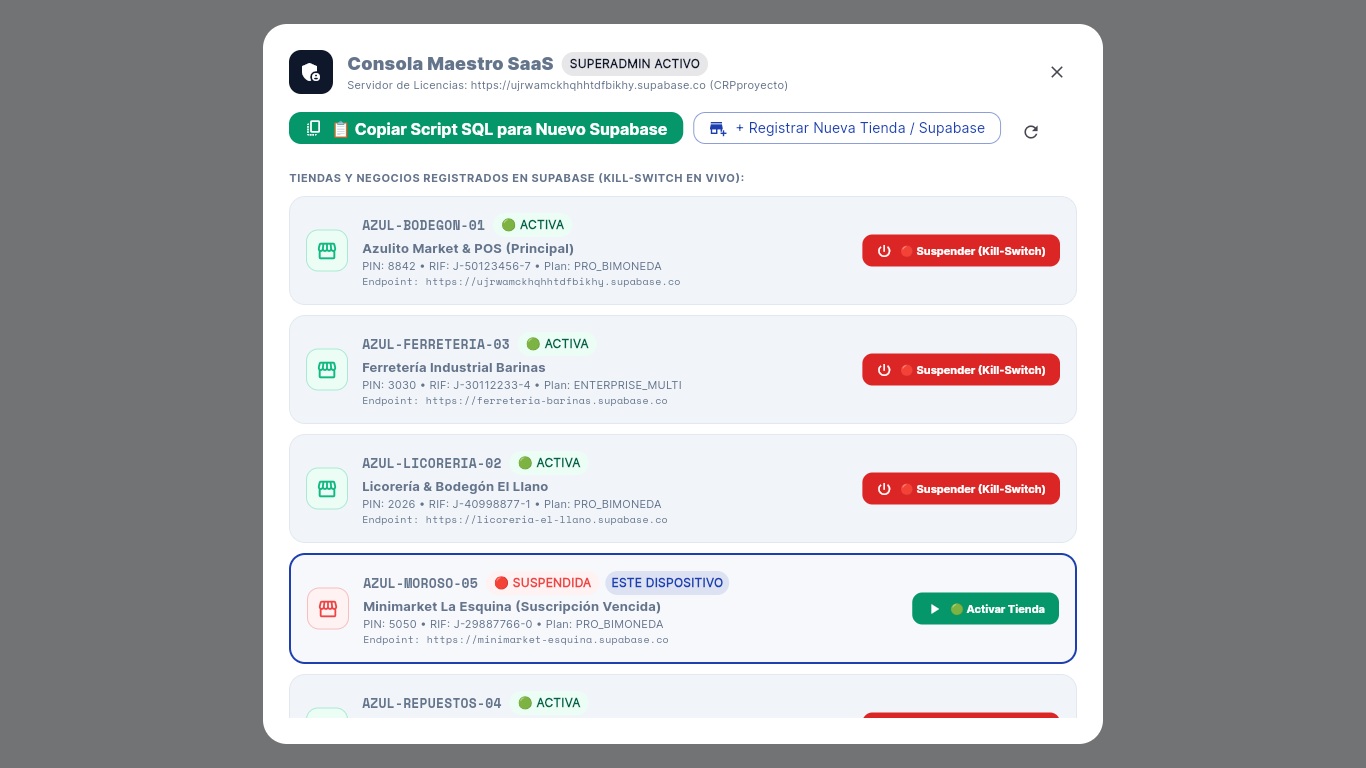 Consola Maestro SaaS SUPERADMIN ACTIVO
Servidor de Licencias: https://ujrwamckhqhhtdfbikhy.supabase.co (CRPproyecto)
📋 Copiar Script SQL para Nuevo Supabase
+ Registrar Nueva Tienda / Supabase
TIENDAS Y NEGOCIOS REGISTRADOS EN SUPABASE (KILL-SWITCH EN VIVO):
AZUL-BODEGON-01 🟢 ACTIVA
Azulito Market & POS (Principal)
PIN: 8842 • RIF: J-50123456-7 • Plan: PRO_BIMONEDA
Endpoint: https://ujrwamckhqhhtdfbikhy.supabase.co
🔴 Suspender (Kill-Switch)
AZUL-FERRETERIA-03 🟢 ACTIVA
Ferretería Industrial Barinas
PIN: 3030 • RIF: J-30112233-4 • Plan: ENTERPRISE_MULTI
Endpoint: https://ferreteria-barinas.supabase.co
🔴 Suspender (Kill-Switch)
AZUL-LICORERIA-02 🟢 ACTIVA
Licorería & Bodegón El Llano
PIN: 2026 • RIF: J-40998877-1 • Plan: PRO_BIMONEDA
Endpoint: https://licoreria-el-llano.supabase.co
🔴 Suspender (Kill-Switch)
AZUL-MOROSO-05 🔴 SUSPENDIDA ESTE DISPOSITIVO
Minimarket La Esquina (Suscripción Vencida)
PIN: 5050 • RIF: J-29887766-0 • Plan: PRO_BIMONEDA
Endpoint: https://minimarket-esquina.supabase.co
🟢 Activar Tienda
AZUL-REPUESTOS-04 🟢 ACTIVA